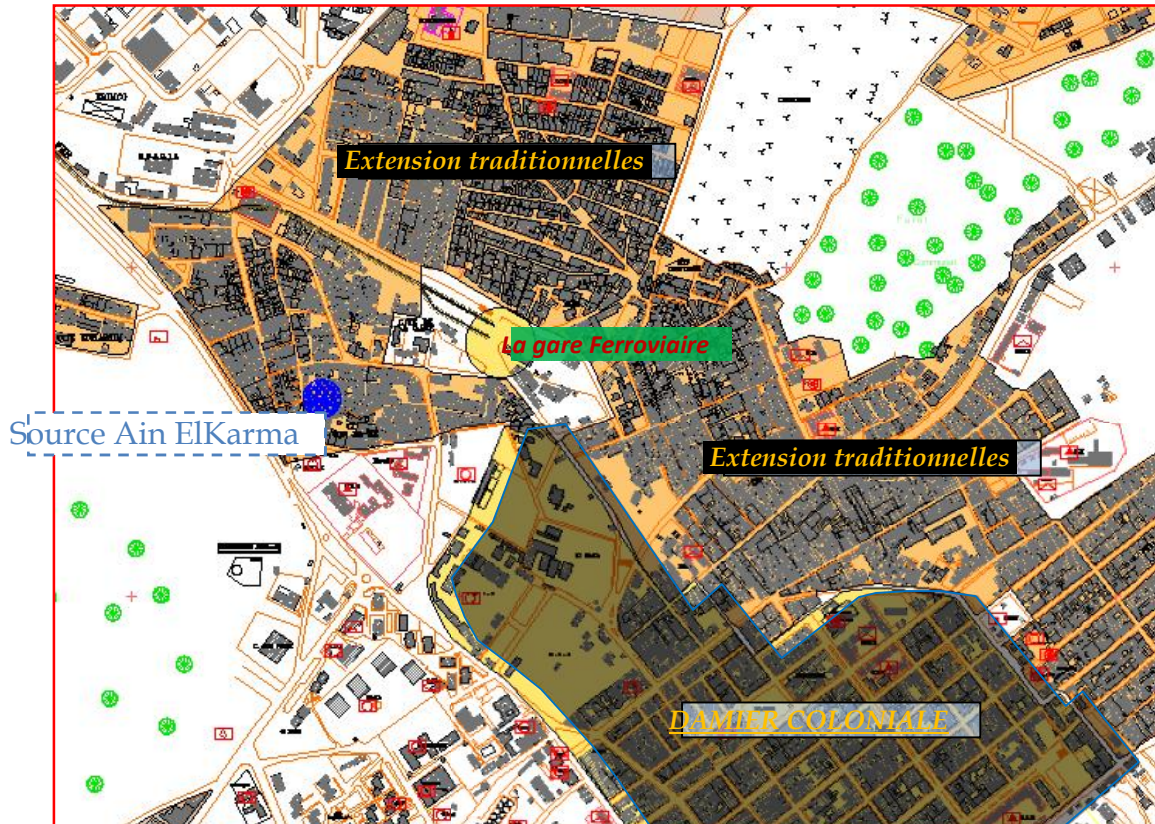 Extension traditionnelles
La gare Ferroviaire
Source Ain ElKarma
Extension traditionnelles
DAMIER COLONIALE